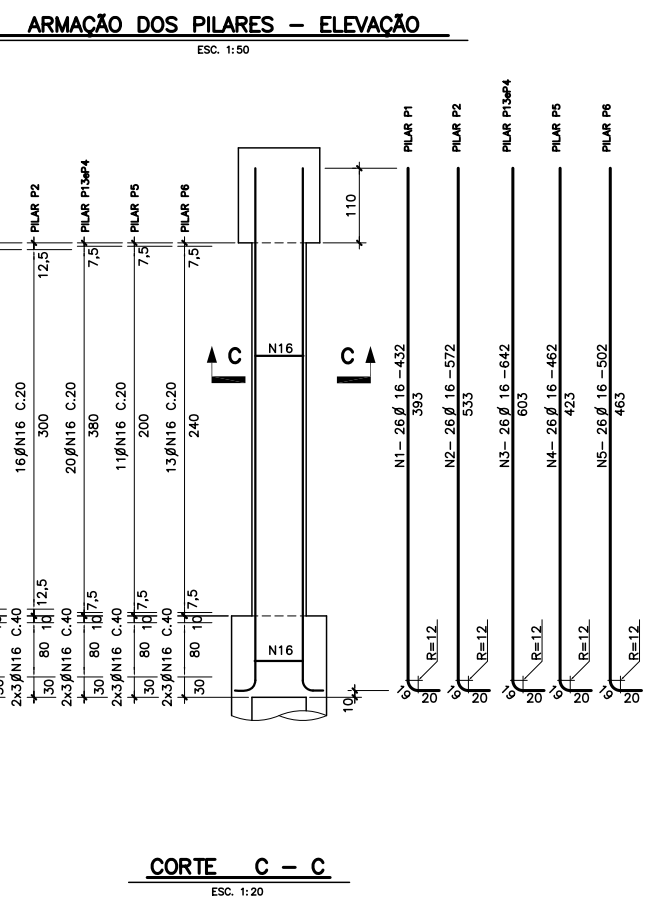 ARMAÇÃO DOS PILARES – ELEVAÇÃO
ESC. 1:50
PILAR P2
PILAR P13eP4
PILAR P5
PILAR P6
12,5
7,5
7,5
7,5
16ØN16 C.20
300
20ØN16 C.20
380
11ØN16 C.20
200
13ØN16 C.20
240
12,5
7,5
7,5
7,5
2x3ØN16 C.40
30 80 10
2x3ØN16 C.40
30 80 10
2x3ØN16 C.40
30 80 10
2x3ØN16 C.40
30 80 10
110
N16
C
C
N16
10
PILAR P1
PILAR P2
PILAR P13eP4
PILAR P5
PILAR P6
N1– 26Ø 16 –432
393
N2– 26Ø 16 –572
533
N3– 26Ø 16 –642
603
N4– 26Ø 16 –462
423
N5– 26Ø 16 –502
463
R=12
R=12
R=12
R=12
R=12
19 20
19 20
19 20
19 20
19 20
CORTE C – C
ESC. 1:20